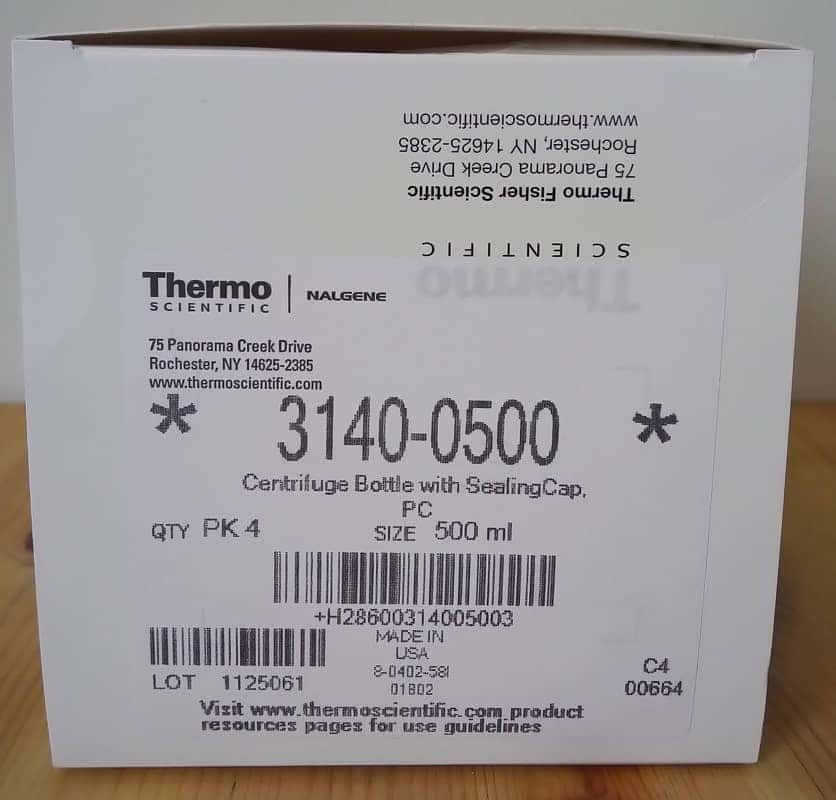 www.thermoscientific.com
Rochester, NY 14625-2385
75 Panorama Creek Drive
Thermo Fisher Scientific
SCIENTIFIC
Thermo
Thermo
SCIENTIFIC
NALGENE
75 Panorama Creek Drive
Rochester, NY 14625-2385
www.thermoscientific.com
* 3140-0500 *
Centrifuge Bottle with SealingCap,
PC
QTY PK 4 SIZE 500 ml
+H28600314005003
MADE IN
USA
8-0402-58I
01802
LOT 1125061
C4
00664
Visit www.thermoscientific.com product
resources pages for use guidelines